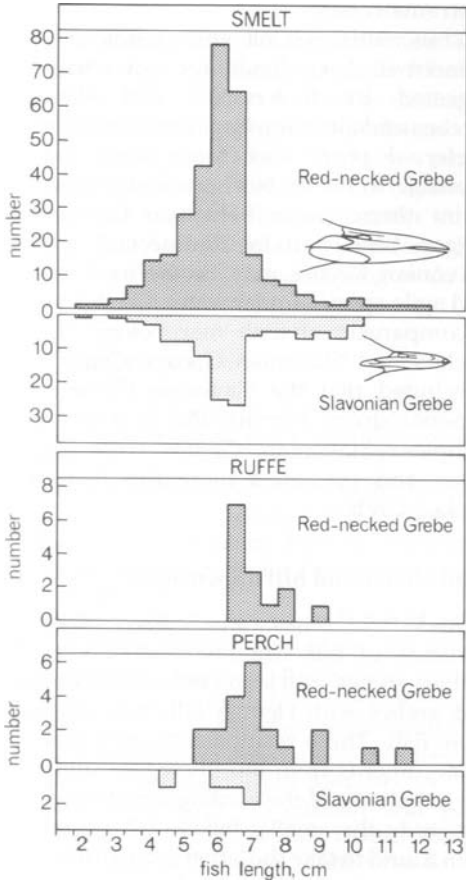 SMELT
80
70
60
50
40
30
20
10
0
number
Red-necked Grebe
10
20
30
Slavonian Grebe
RUFFE
8
6
4
2
0
number
Red-necked Grebe
PERCH
6
4
2
0
number
Red-necked Grebe
2
Slavonian Grebe
2 3 4 5 6 7 8 9 10 11 12 13
fish length, cm